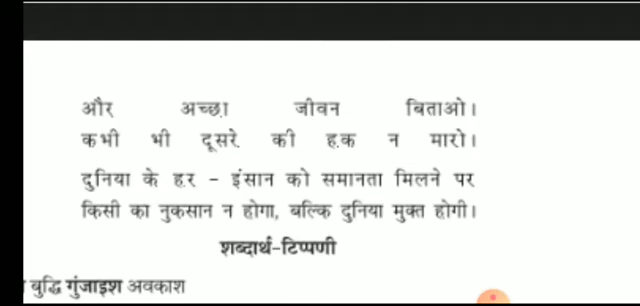 और अच्छा जीवन बिताओ।
कभी भी दूसरे की हक न मारो।
दुनिया के हर - इंसान को समानता मिलने पर
किसी का नुकसान न होगा, बल्कि दुनिया मुक्त होगी।
शब्दार्थ-टिप्पणी
बुद्धि गुंजाइश अवकाश